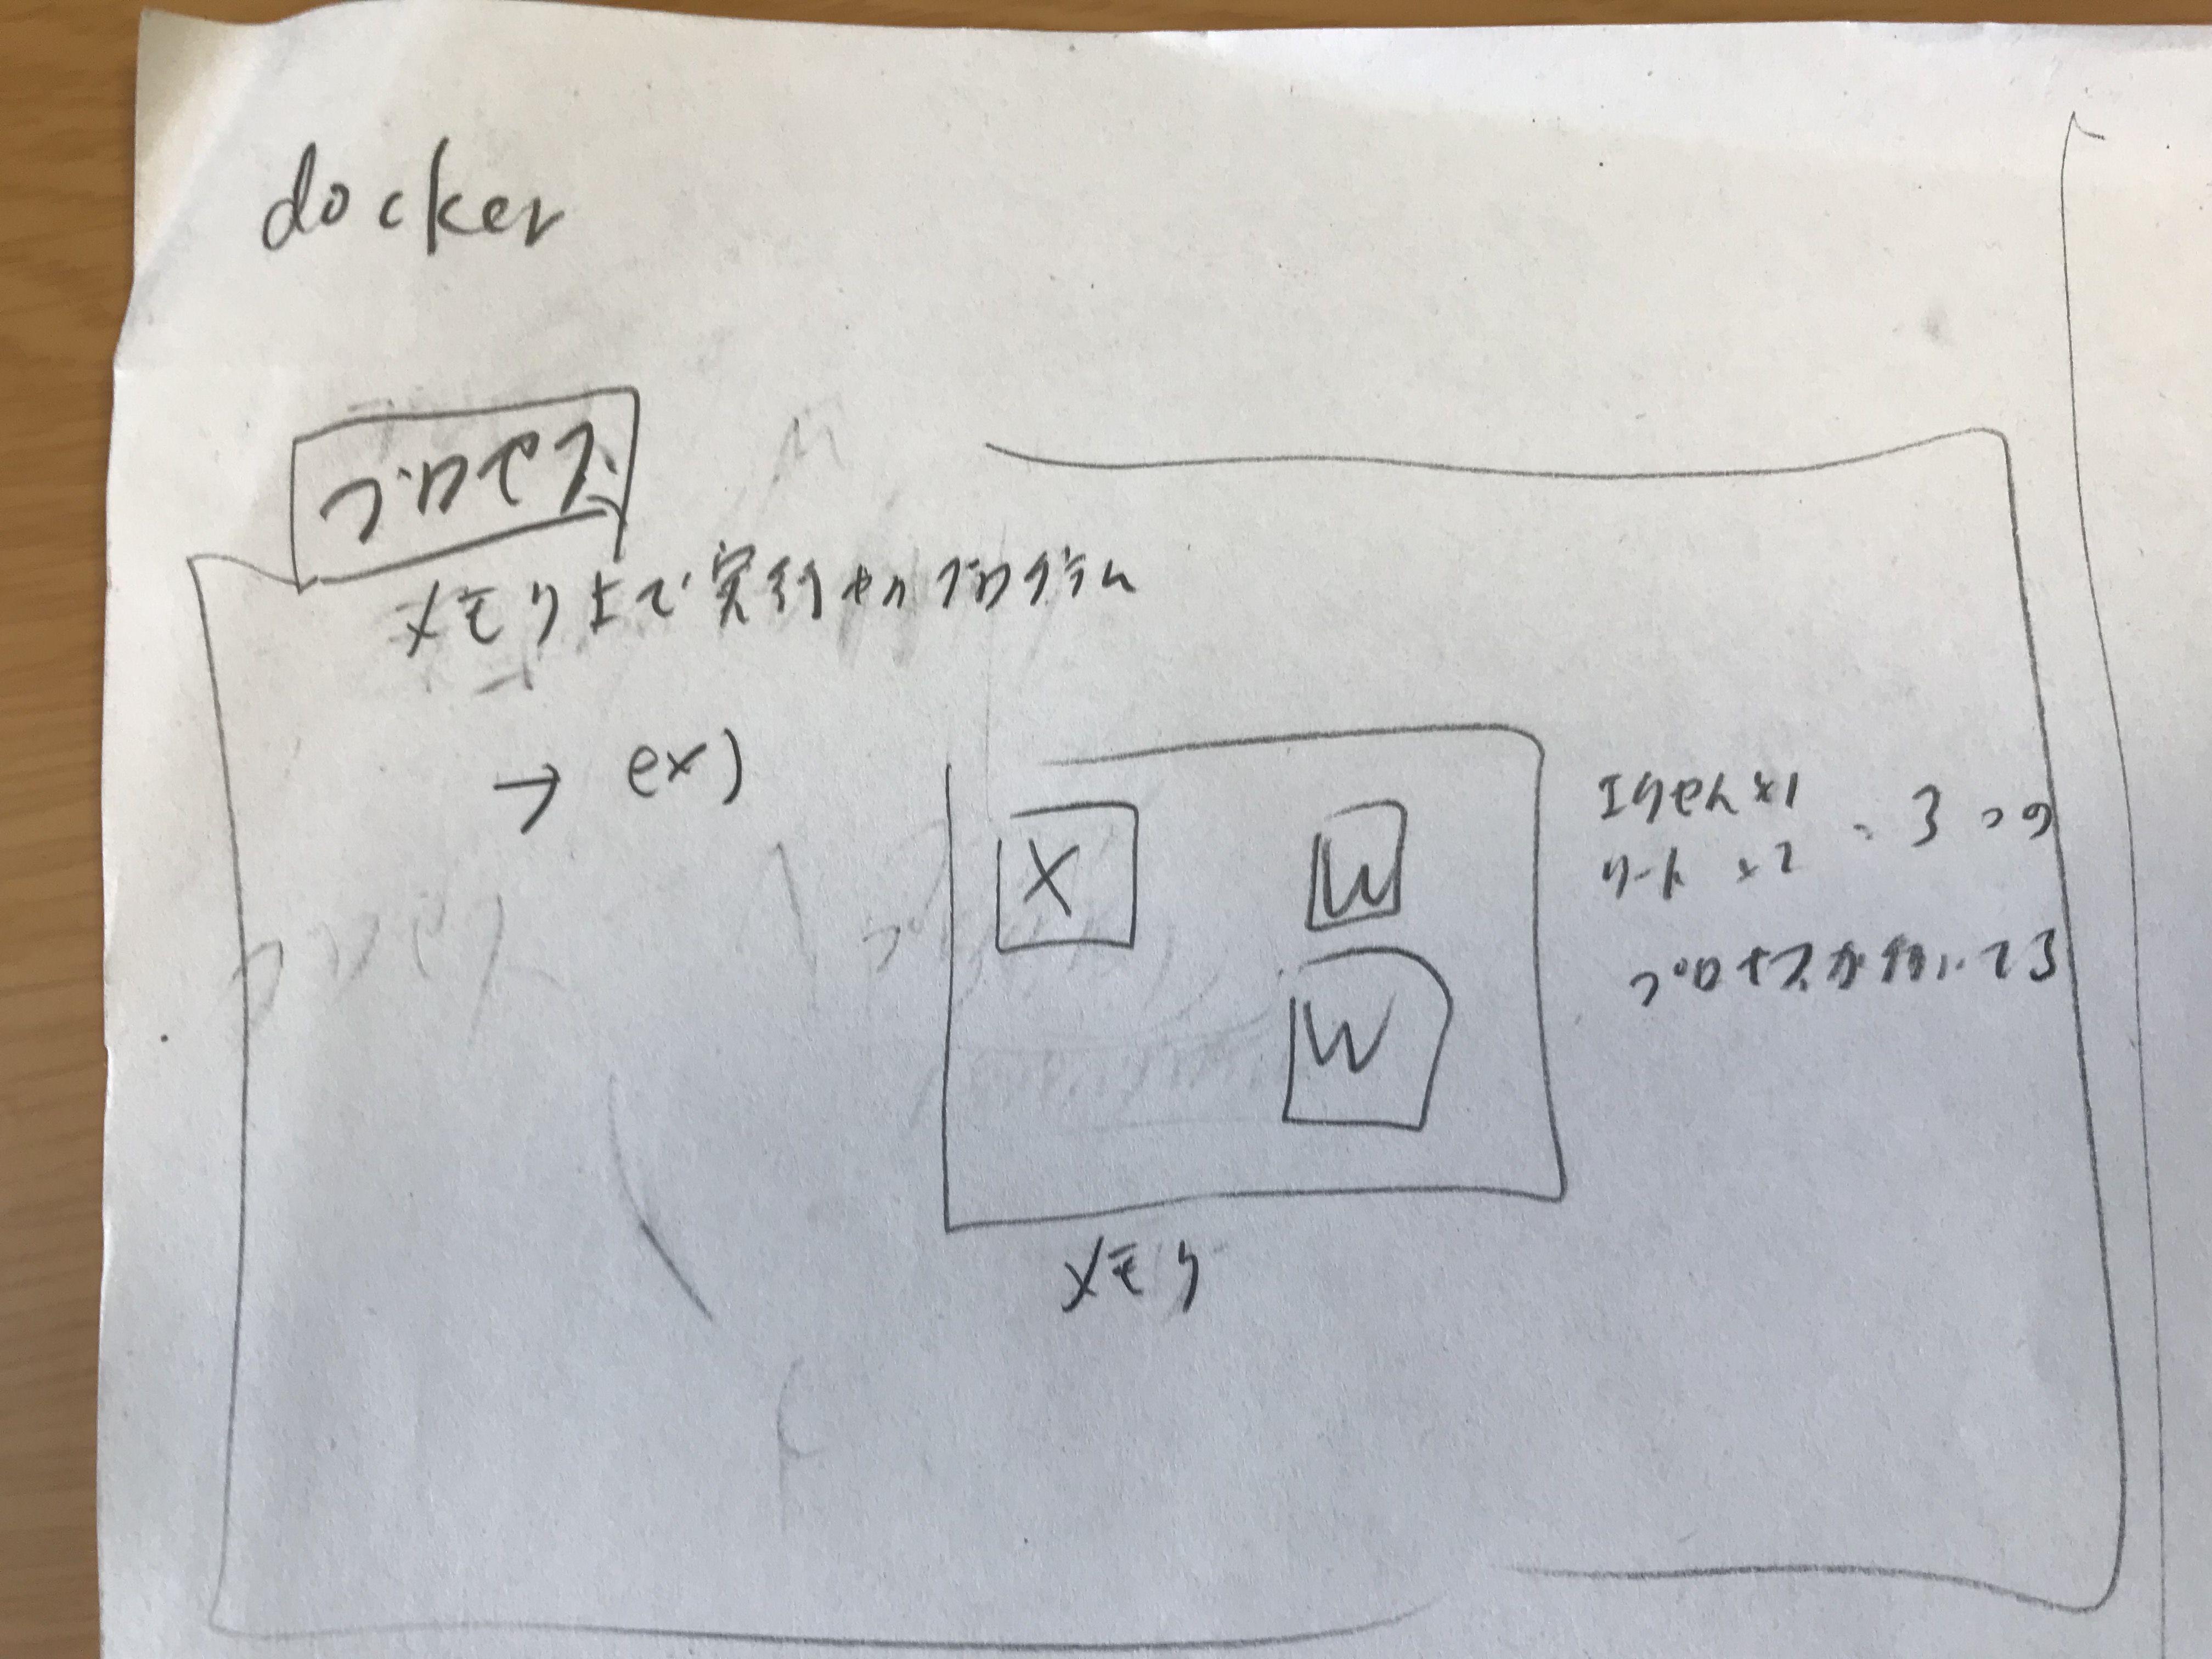 docker
プロセス
メモリ上で実行中のプログラム
→ ex)
X W
W
エクセル×1
ワード ×2
、3つの
プロセスが動いてる
メモリ